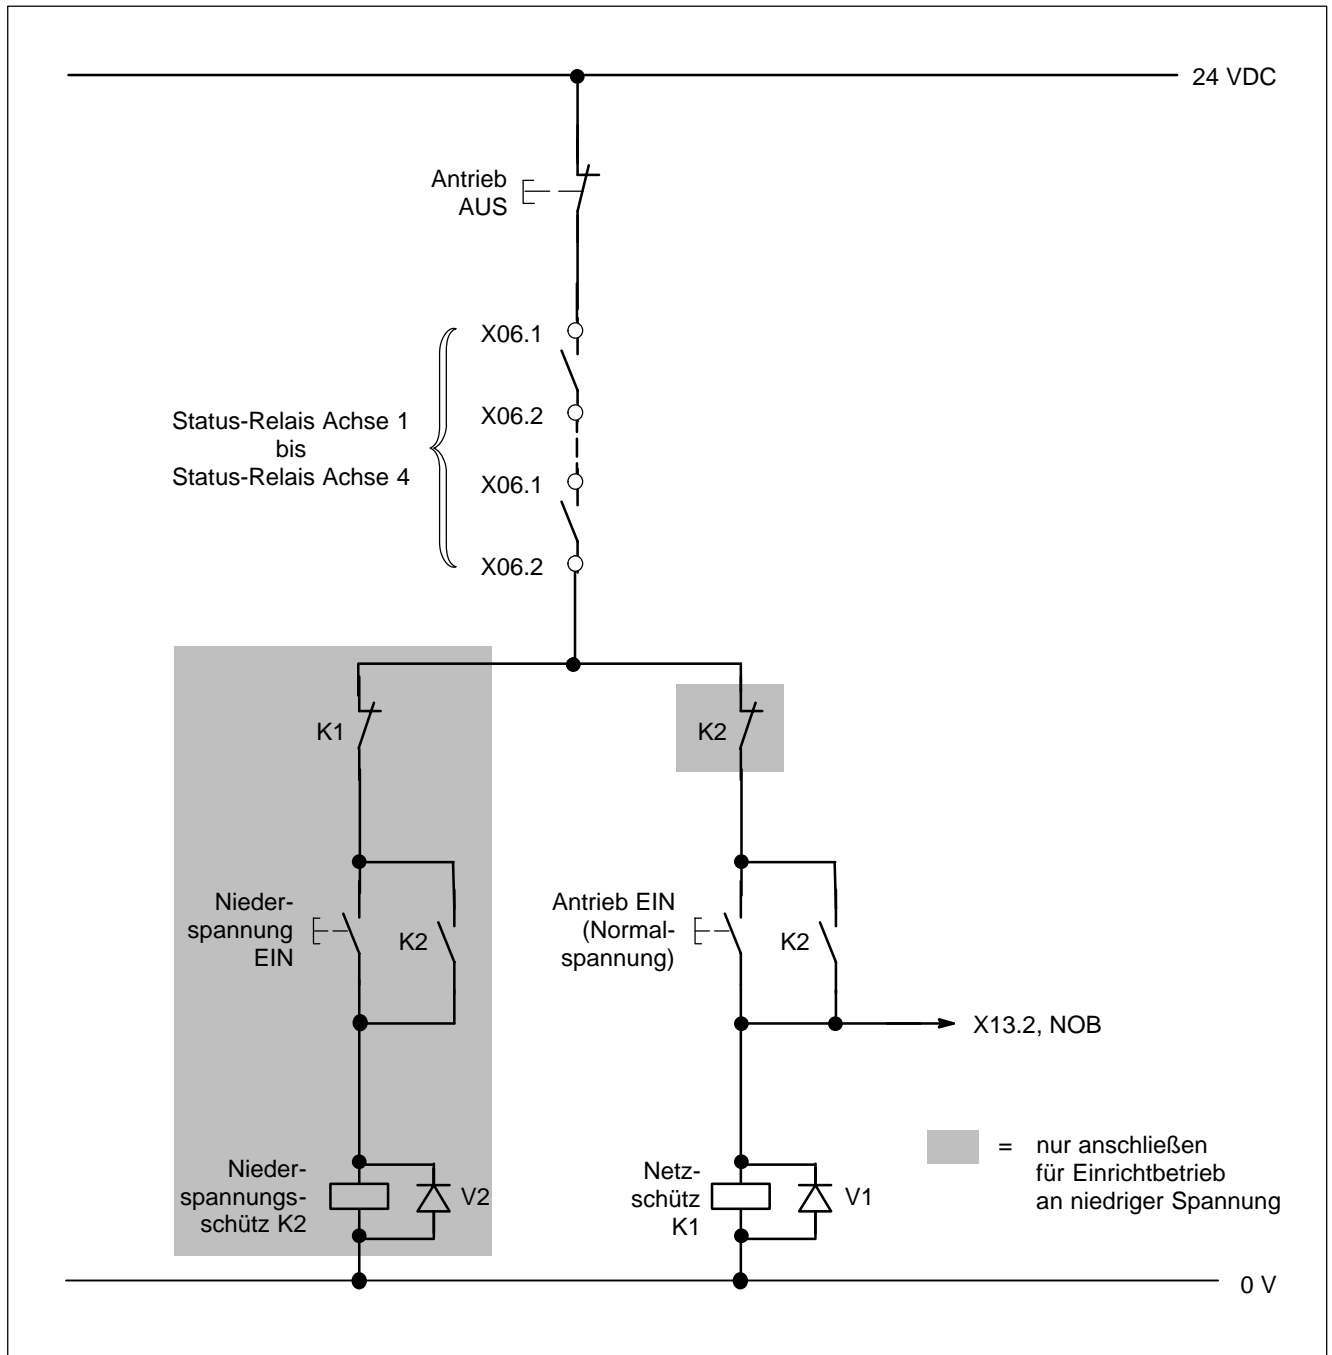 24 VDC
Antrieb
AUS
X06.1
X06.2
Status-Relais Achse 1
bis
Status-Relais Achse 4
X06.1
X06.2
K1
K2
Nieder-
spannung
EIN
K2
Antrieb EIN
(Normal-
spannung)
K2
X13.2, NOB
Nieder-
spannungs-
schütz K2
V2
Netz-
schütz
K1
V1
= nur anschließen
für Einrichtbetrieb
an niedriger Spannung
0 V